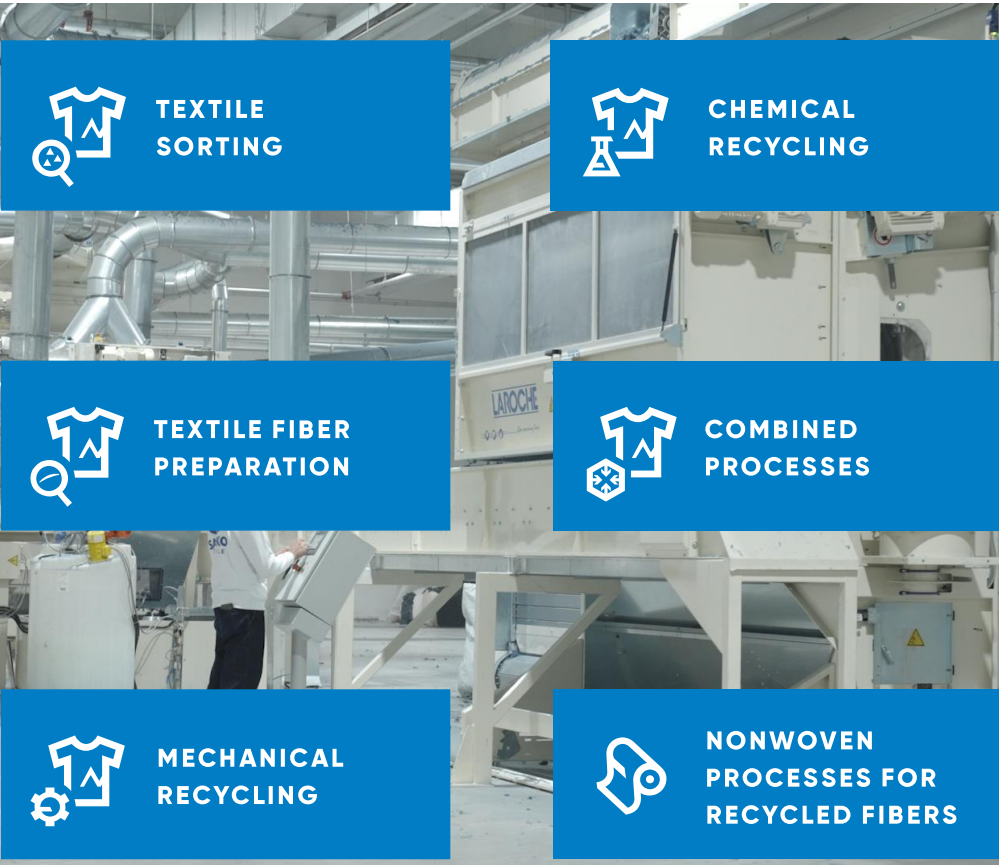 TEXTILE
SORTING
CHEMICAL
RECYCLING
LAROCHE
TEXTILE FIBER
PREPARATION
COMBINED
PROCESSES
MECHANICAL
RECYCLING
NONWOVEN
PROCESSES FOR
RECYCLED FIBERS